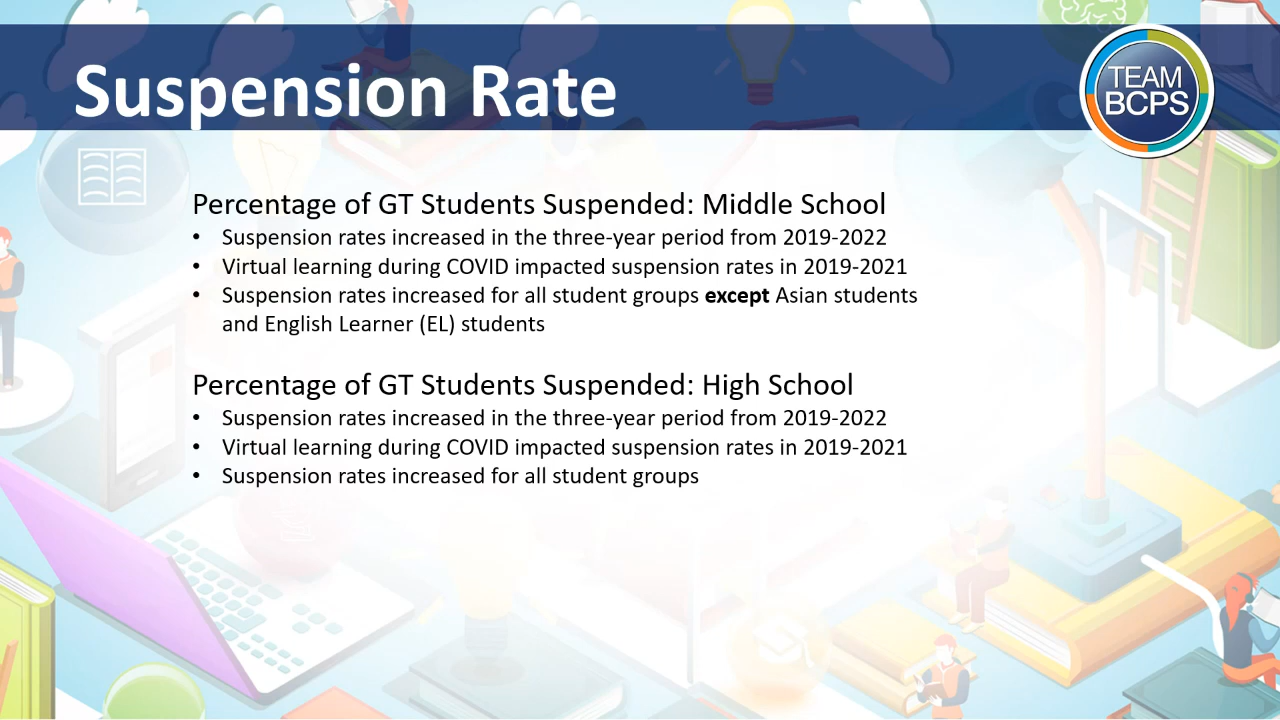 Suspension Rate
TEAM
BCPS
Percentage of GT Students Suspended: Middle School
• Suspension rates increased in the three-year period from 2019-2022
• Virtual learning during COVID impacted suspension rates in 2019-2021
• Suspension rates increased for all student groups except Asian students
and English Learner (EL) students
Percentage of GT Students Suspended: High School
• Suspension rates increased in the three-year period from 2019-2022
• Virtual learning during COVID impacted suspension rates in 2019-2021
• Suspension rates increased for all student groups